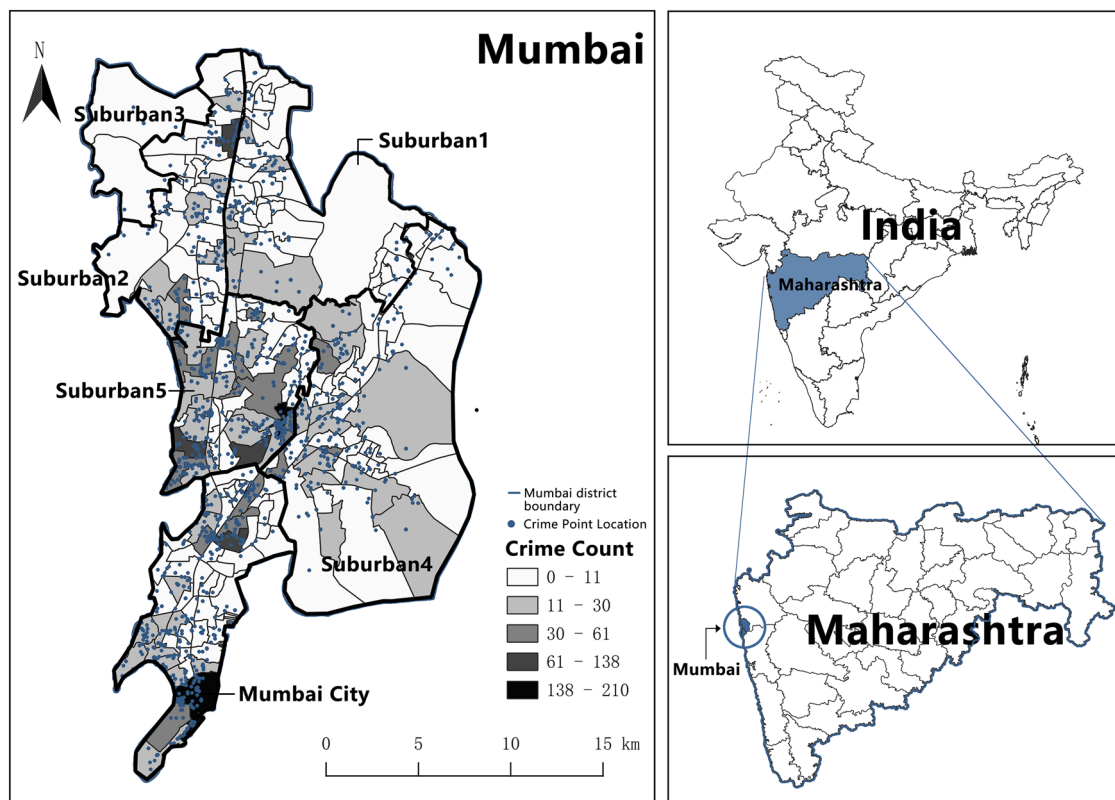 Mumbai
N
Suburban3
Suburban1
Suburban2
Suburban5
Suburban4
Mumbai City
Mumbai district
boundary
Crime Point Location
Crime Count
0 - 11
11 - 30
30 - 61
61 - 138
138 - 210
0 5 10 15 km
India
Maharashtra
Maharashtra
Mumbai